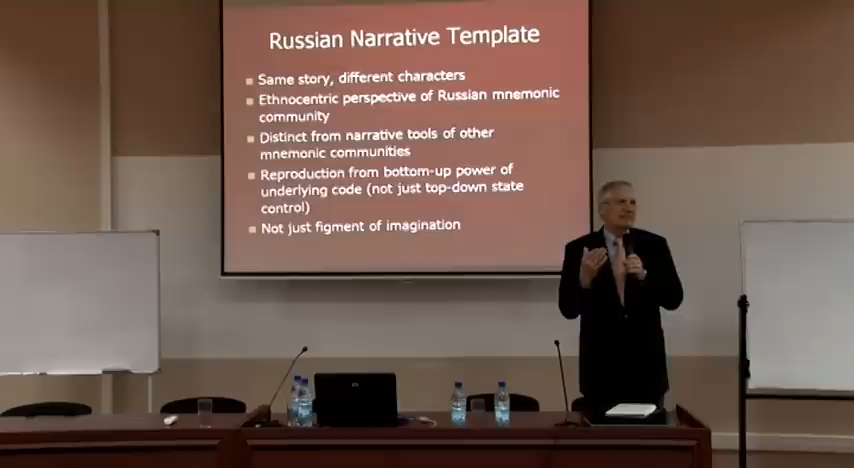 Russian Narrative Template
Same story, different characters
Ethnocentric perspective of Russian mnemonic
community
Distinct from narrative tools of other
mnemonic communities
Reproduction from bottom-up power of
underlying code (not just top-down state
control)
Not just figment of imagination